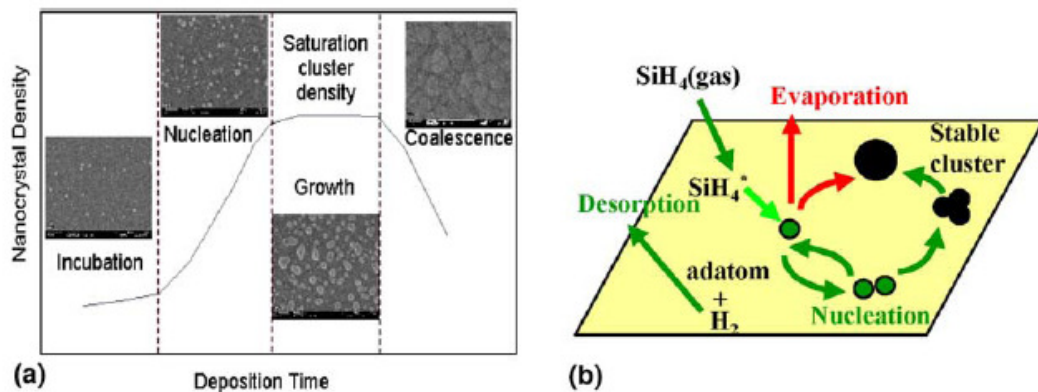 Nanocrystal Density
Incubation
Nucleation
Saturation
cluster
density
Growth
Coalescence
(a)
Deposition Time
SiH4(gas)
Evaporation
Stable
cluster
SiH4*
Desorption
adatom
+
H2
Nucleation
(b)